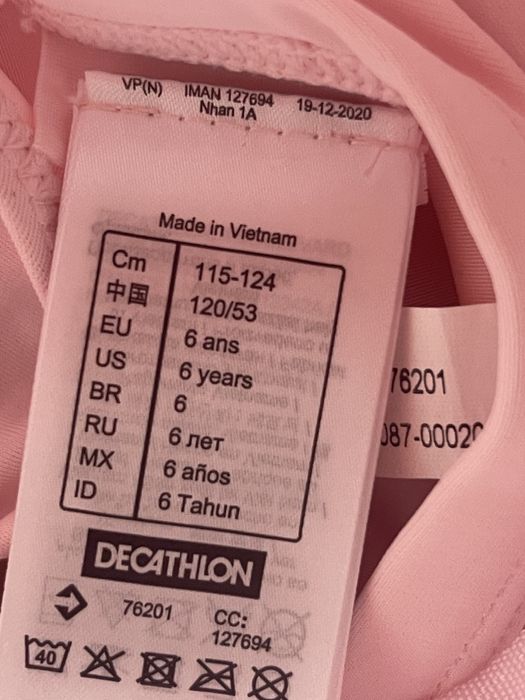 VP(N) IMAN 127694 19-12-2020
Nhan 1A
Made in Vietnam
Cm 115-124
中国 120/53
EU 6 ans
US 6 years
BR 6
RU 6 лет
MX 6 años
ID 6 Tahun
76201
087-0002
DECATHLON
76201 CC:
127694
40